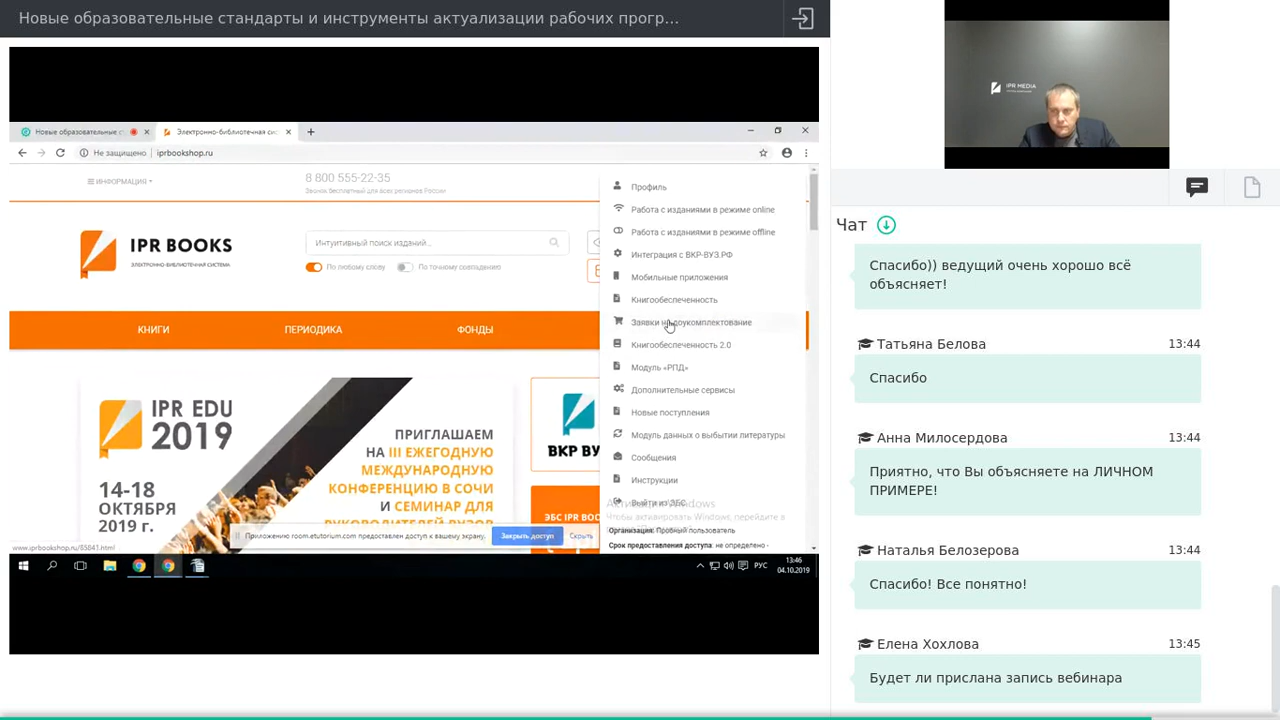 Новые образовательные стандарты и инструменты актуализации рабочих прогр...
Новые образовательные с
Электронно-библиотечная сис
Не защищено
iprbookshop.ru
ИНФОРМАЦИЯ
8 800 555-22-35
Звонок бесплатный для всех регионов России
IPR BOOKS
ЭЛЕКТРОННО-БИБЛИОТЕЧНАЯ СИСТЕМА
Интуитивный поиск изданий...
По любому слову
По точному совпадению
КНИГИ
ПЕРИОДИКА
ФОНДЫ
IPR EDU
2019
14-18
ОКТЯБРЯ
2019 г.
ПРИГЛАШАЕМ
НА III ЕЖЕГОДНУЮ
МЕЖДУНАРОДНУЮ
КОНФЕРЕНЦИЮ В СОЧИ
И СЕМИНАР ДЛЯ
РУКОВОДИТЕЛЕЙ ВУЗОВ
ВКР ВУ
ЭБС IPR BOO
Профиль
Работа с изданиями в режиме online
Работа с изданиями в режиме offline
Интеграция с ВКР-ВУЗ.РФ
Мобильные приложения
Книгообеспеченность
Заявки на доукомплектование
Книгообеспеченность 2.0
Модуль «РПД»
Дополнительные сервисы
Новые поступления
Модуль данных о выбытии литературы
Сообщения
Инструкции
Выйти из ЭБС
Активация Windows
Чтобы активировать Windows, перейдите в
Организация: Пробный пользователь
Срок предоставления доступа: не определено -
Приложению room.etutorium.com предоставлен доступ к вашему экрану.
Закрыть доступ
Скрыть
www.iprbookshop.ru/55841.html
РУС
13:46
04.10.2019
IPR MEDIA
Чат
Спасибо)) ведущий очень хорошо всё
объясняет!
Татьяна Белова 13:44
Спасибо
Анна Милосердова 13:44
Приятно, что Вы объясняете на ЛИЧНОМ
ПРИМЕРЕ!
Наталья Белозерова 13:44
Спасибо! Все понятно!
Елена Хохлова 13:45
Будет ли прислана запись вебинара